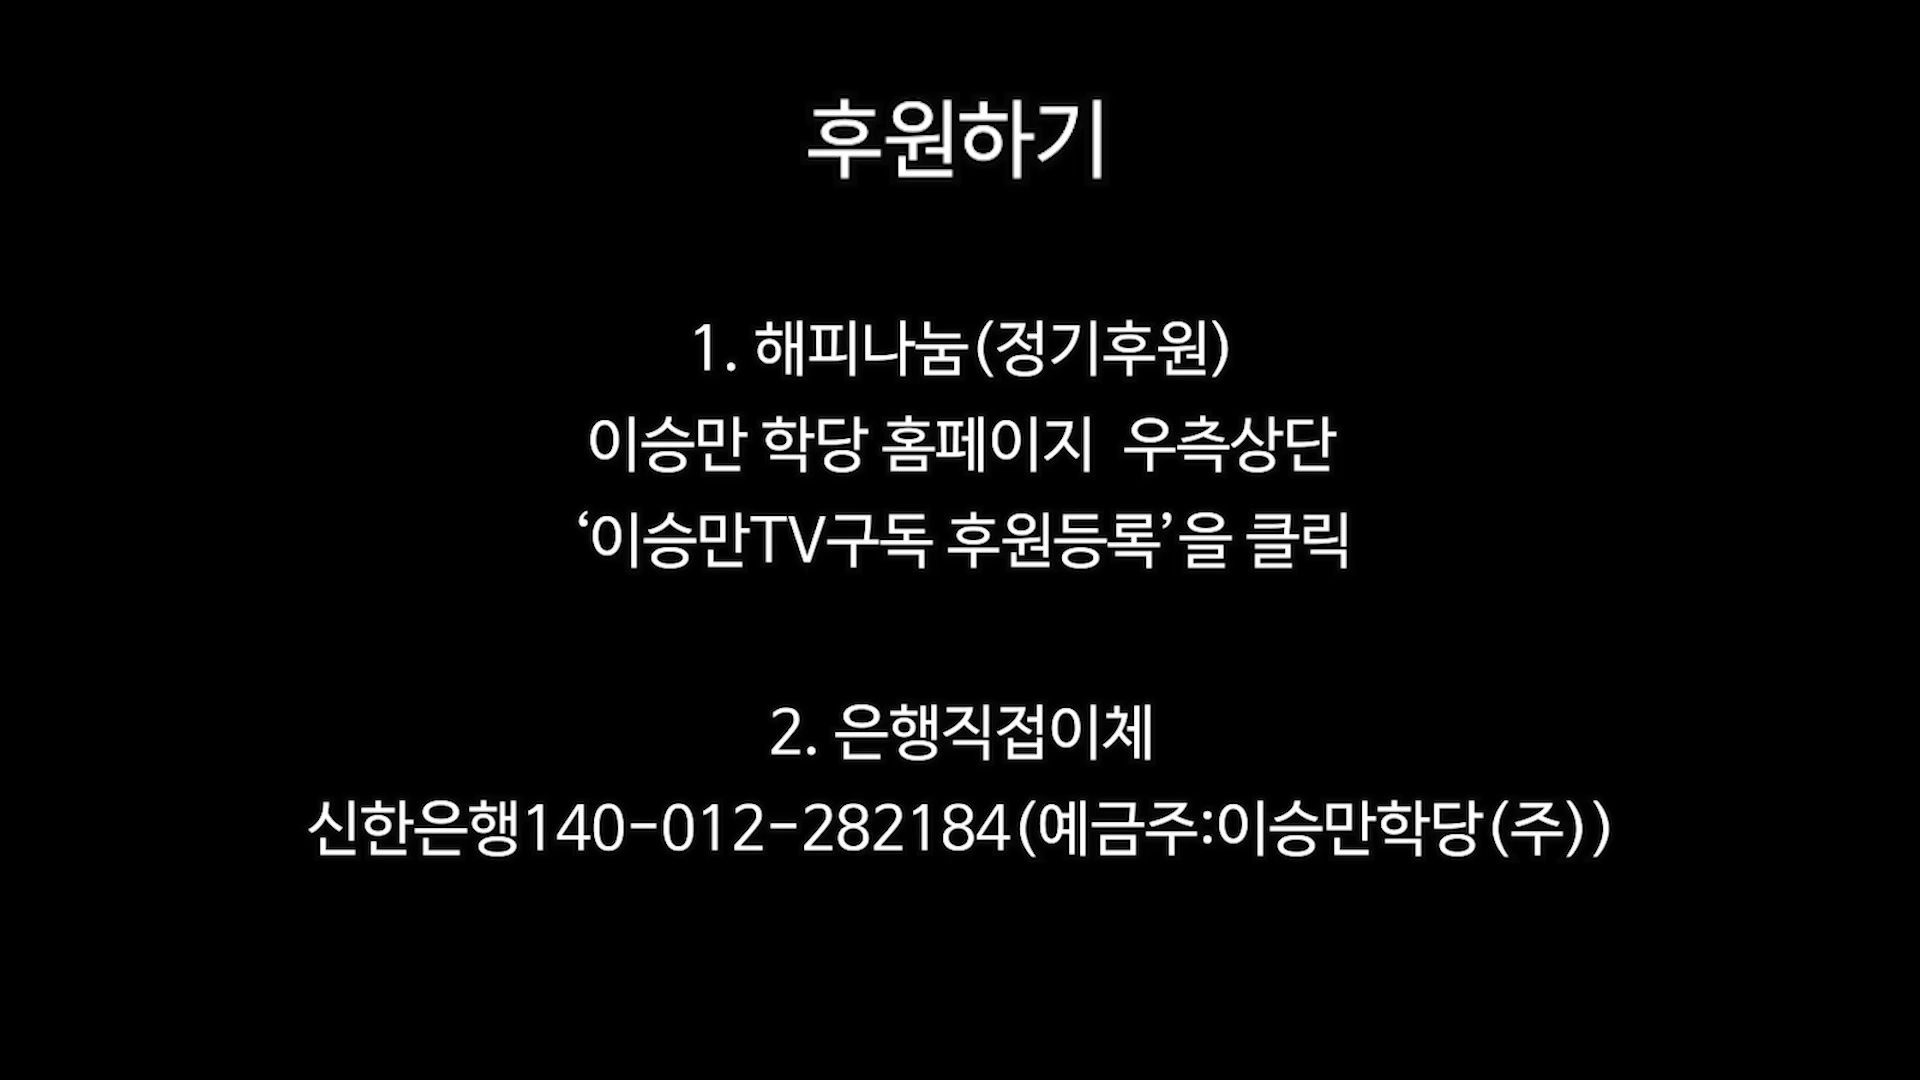 후원하기
1. 해피나눔(정기후원)
이승만 학당 홈페이지 우측상단
‘이승만TV구독 후원등록’을 클릭
2. 은행직접이체
신한은행140-012-282184(예금주:이승만학당(주))